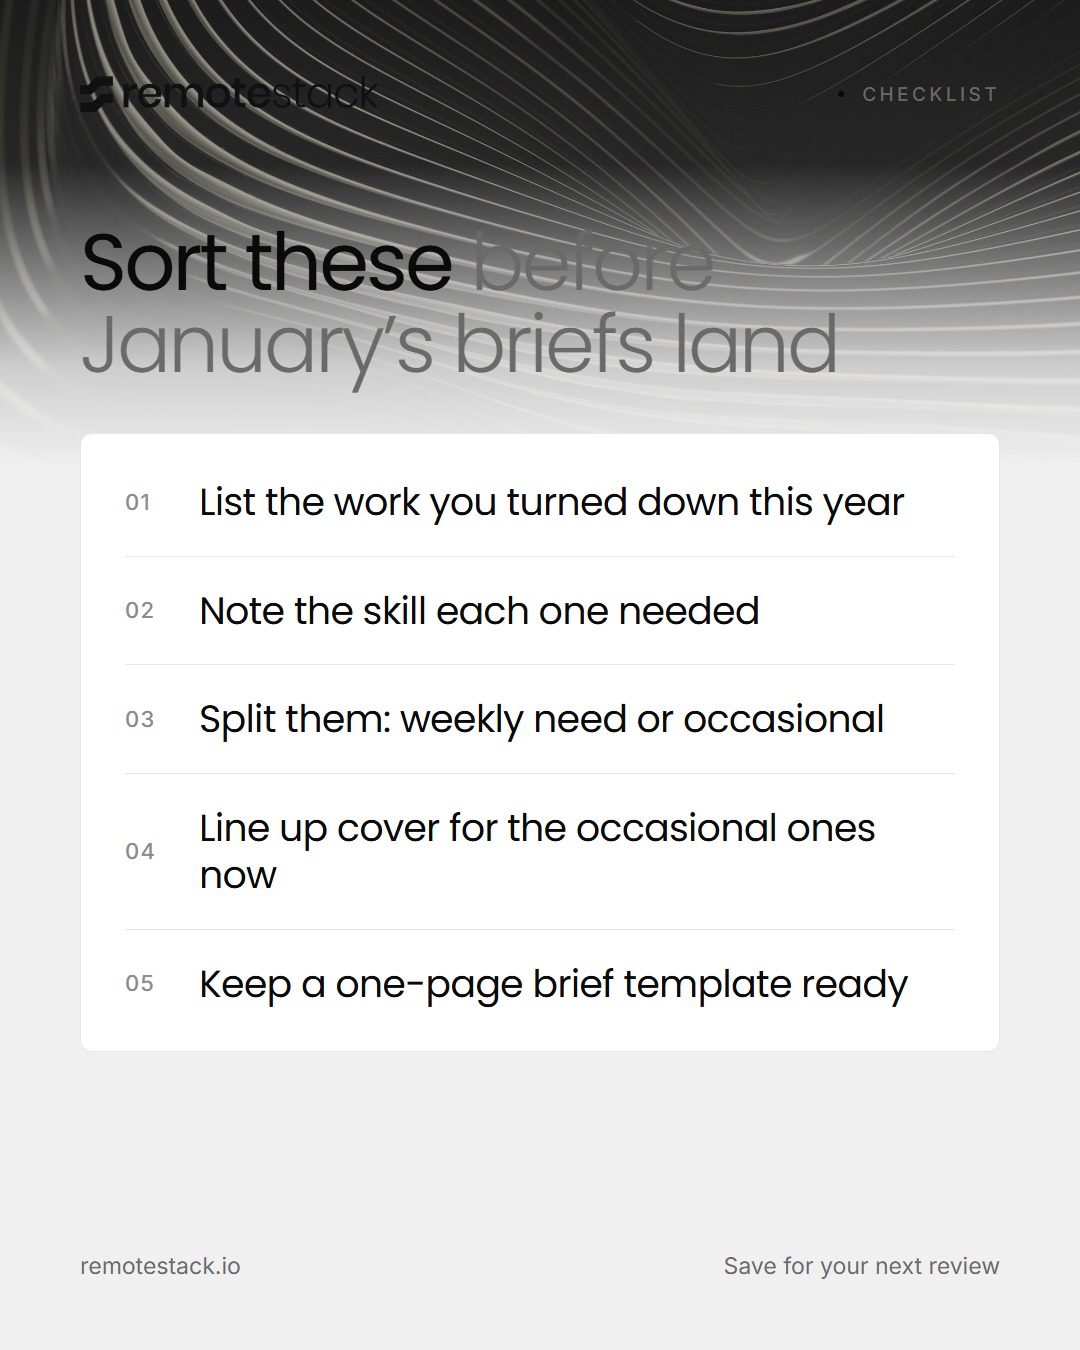 remotestack
CHECKLIST
Sort these before
January’s briefs land
01 List the work you turned down this year
02 Note the skill each one needed
03 Split them: weekly need or occasional
04 Line up cover for the occasional ones
now
05 Keep a one-page brief template ready
remotestack.io
Save for your next review